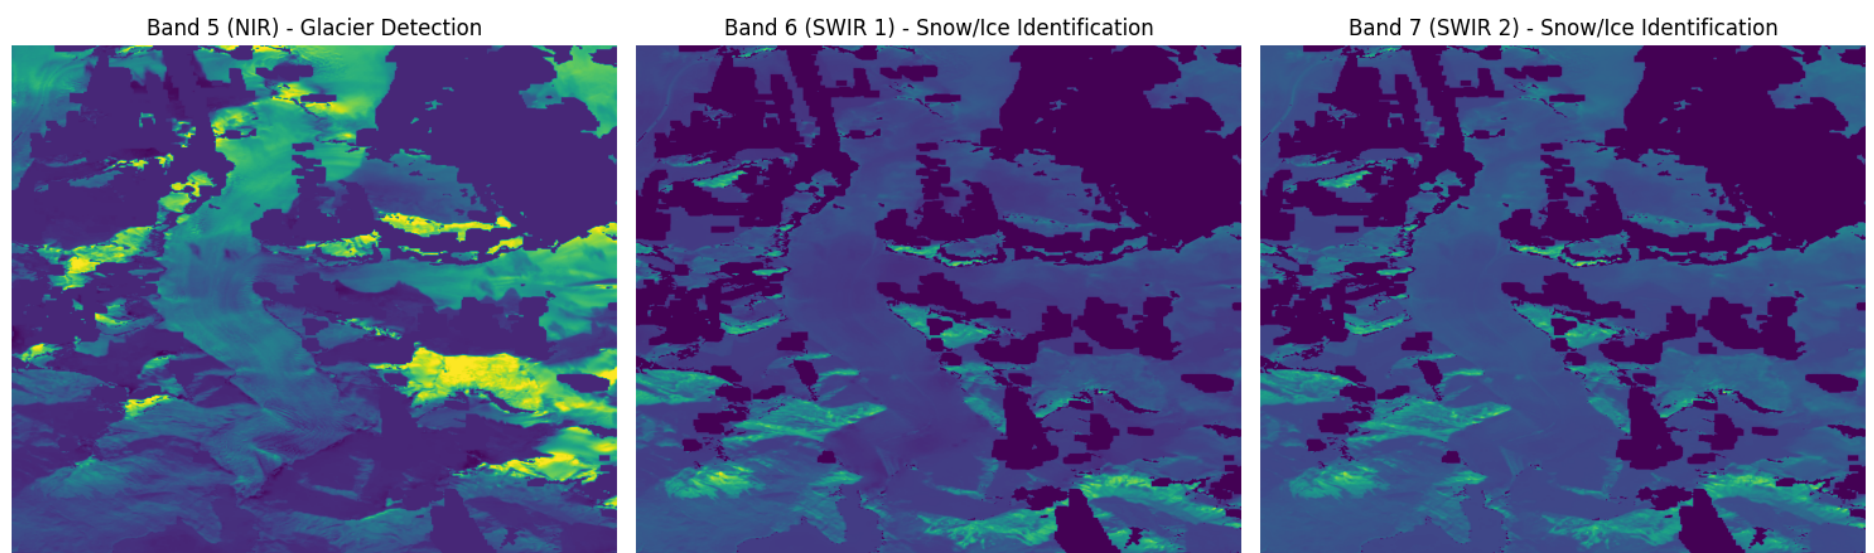 Band 5 (NIR) - Glacier Detection
Band 6 (SWIR 1) - Snow/Ice Identification
Band 7 (SWIR 2) - Snow/Ice Identification